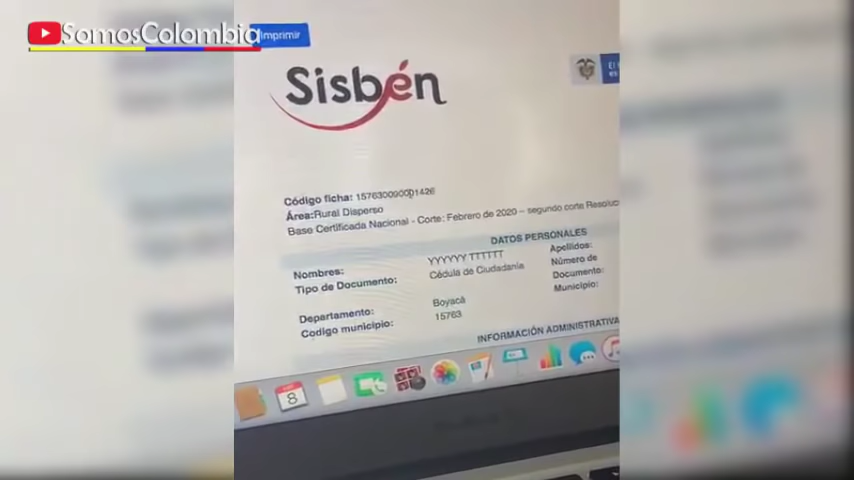 SomosColombia
Imprimir
Sisbén
Código ficha: 157630090001426
Área:Rural Disperso
Base Certificada Nacional - Corte: Febrero de 2020 – segundo corte
DATOS PERSONALES
Nombres:
YYYYYY TTTTTT
Apellidos:
Tipo de Documento:
Cédula de Ciudadanía
Número de
Documento:
Departamento:
Boyacá
Municipio:
Codigo municipio:
15763
INFORMACIÓN ADMINISTRATIVA
8